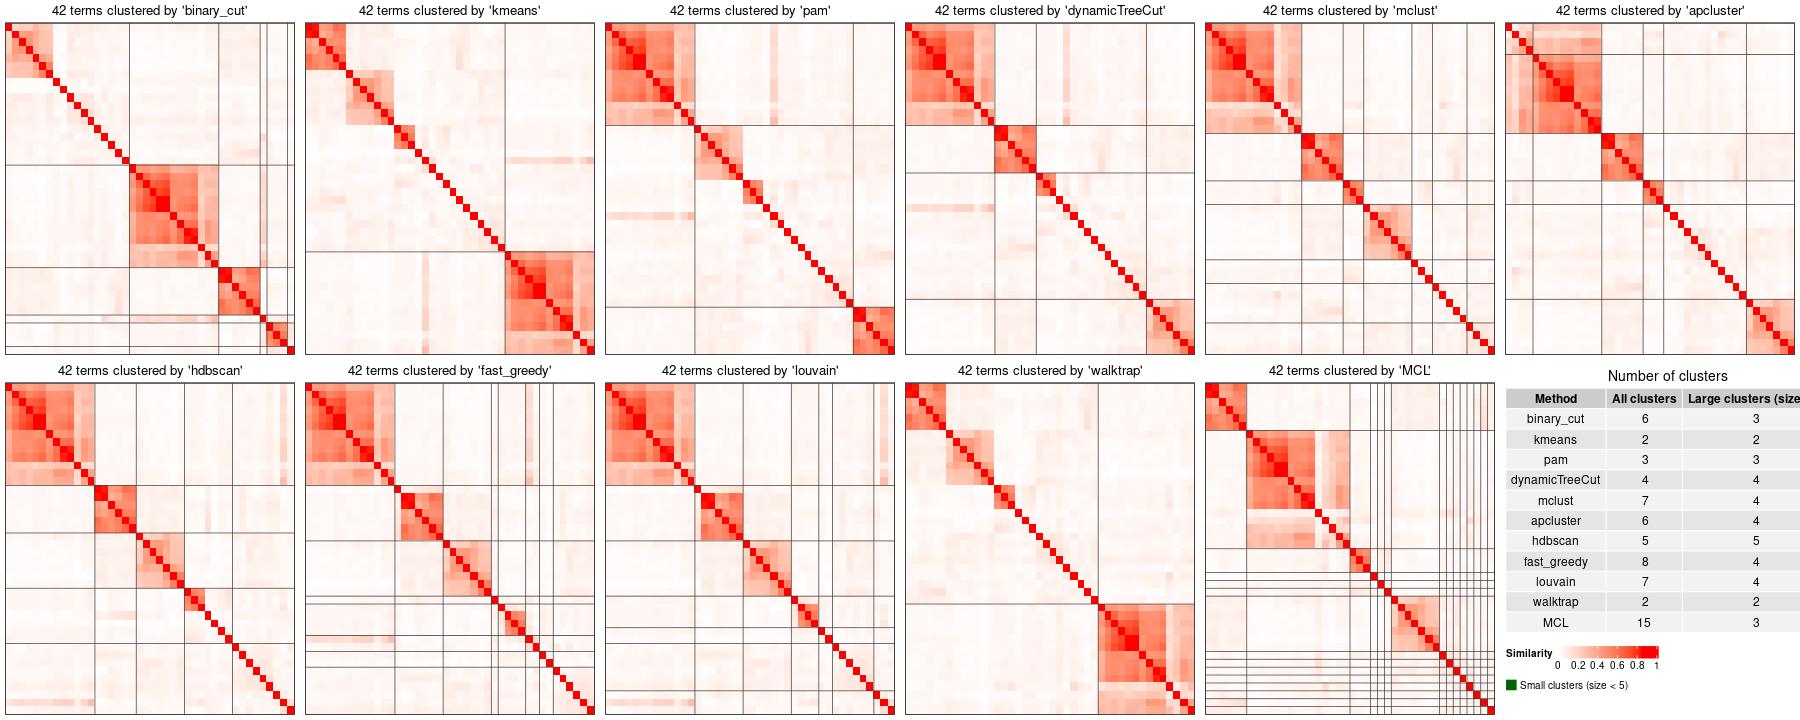 42 terms clustered by 'binary_cut'
42 terms clustered by 'kmeans'
42 terms clustered by 'pam'
42 terms clustered by 'dynamicTreeCut'
42 terms clustered by 'mclust'
42 terms clustered by 'apcluster'
42 terms clustered by 'hdbscan'
42 terms clustered by 'fast_greedy'
42 terms clustered by 'louvain'
42 terms clustered by 'walktrap'
42 terms clustered by 'MCL'
Number of clusters
Method All clusters Large clusters (size
binary_cut 6 3
kmeans 2 2
pam 3 3
dynamicTreeCut 4 4
mclust 7 4
apcluster 6 4
hdbscan 5 5
fast_greedy 8 4
louvain 7 4
walktrap 2 2
MCL 15 3
Similarity
0 0.2 0.4 0.6 0.8 1
Small clusters (size < 5)